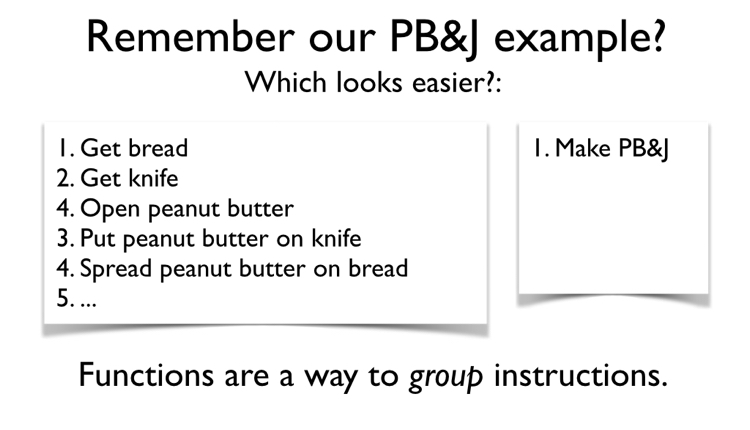 Remember our PB&J example?
Which looks easier?:
1. Get bread
2. Get knife
4. Open peanut butter
3. Put peanut butter on knife
4. Spread peanut butter on bread
5. ...
1. Make PB&J
Functions are a way to group instructions.